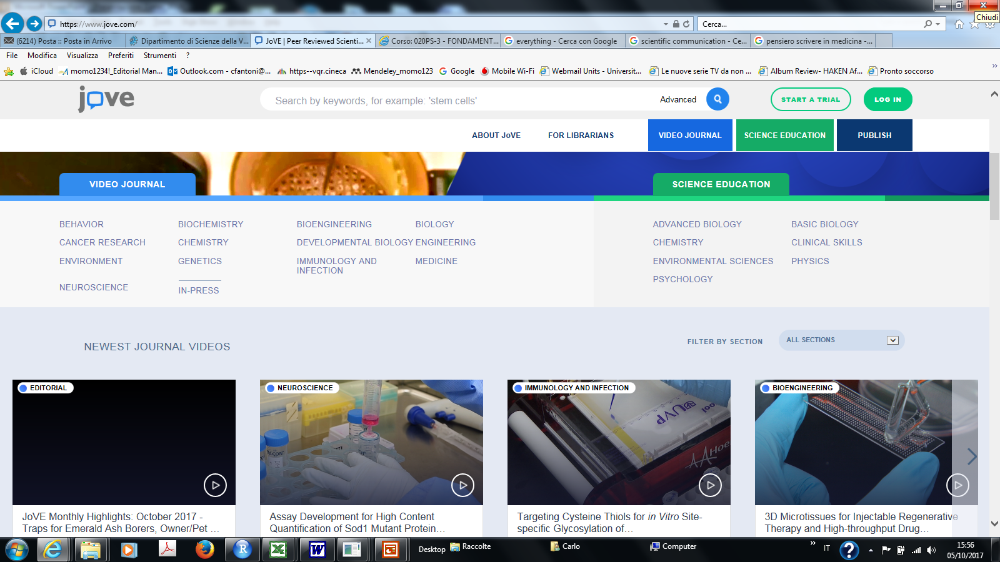 Chiudi
https://www.jove.com/
Cerca...
(6214) Posta :: Posta in Arrivo
Dipartimento di Scienze della V...
JoVE | Peer Reviewed Scienti...
Corso: 020PS-3 - FONDAMENT...
everything - Cerca con Google
scientific communication - Ce...
pensiero scrivere in medicina -...
File Modifica Visualizza Preferiti Strumenti ?
iCloud
momo1234!_Editorial Man...
Outlook.com - cfantoni@...
https--vqr.cineca
Mendeley_momo123
Google
Mobile Wi-Fi
Webmail Units - Universit...
Le nuove serie TV da non ...
Album Review- HAKEN Af...
Pronto soccorso
jove
Search by keywords, for example: 'stem cells'
Advanced
START A TRIAL
LOG IN
ABOUT JoVE
FOR LIBRARIANS
VIDEO JOURNAL
SCIENCE EDUCATION
PUBLISH
VIDEO JOURNAL
SCIENCE EDUCATION
BEHAVIOR BIOCHEMISTRY BIOENGINEERING BIOLOGY
CANCER RESEARCH CHEMISTRY DEVELOPMENTAL BIOLOGY ENGINEERING
ENVIRONMENT GENETICS IMMUNOLOGY AND INFECTION MEDICINE
NEUROSCIENCE IN-PRESS
ADVANCED BIOLOGY BASIC BIOLOGY
CHEMISTRY CLINICAL SKILLS
ENVIRONMENTAL SCIENCES PHYSICS
PSYCHOLOGY
NEWEST JOURNAL VIDEOS
FILTER BY SECTION
ALL SECTIONS
EDITORIAL
JoVE Monthly Highlights: October 2017 -
Traps for Emerald Ash Borers, Owner/Pet ...
NEUROSCIENCE
Assay Development for High Content
Quantification of Sod1 Mutant Protein...
IMMUNOLOGY AND INFECTION
UVP
Targeting Cysteine Thiols for in Vitro Site-
specific Glycosylation of...
BIOENGINEERING
3D Microtissues for Injectable Regenerative
Therapy and High-throughput Drug...
Desktop
Raccolte
Carlo
Computer
IT
15:56
05/10/2017